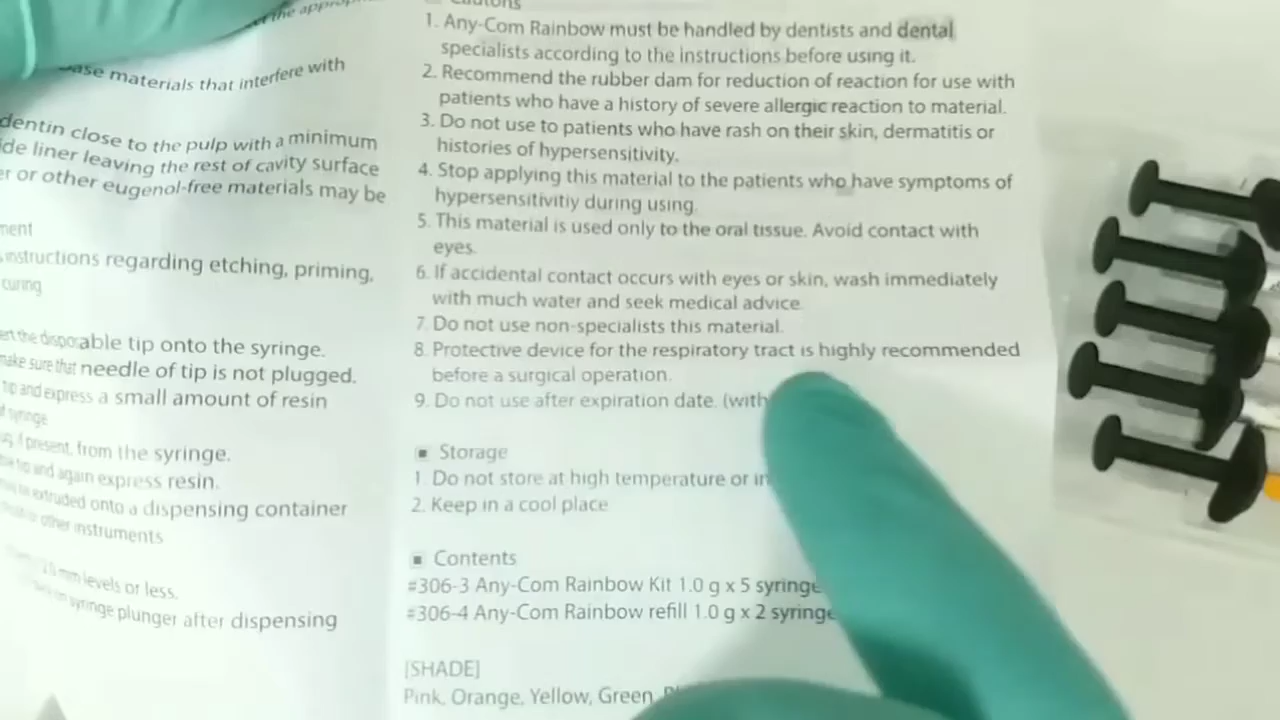 the appro
ase materials that interfere with
dentin close to the pulp with a minimum
de liner leaving the rest of cavity surface
er or other eugenol-free materials may be
ment
instructions regarding etching, priming,
curing
ert the disposable tip onto the syringe.
make sure that needle of tip is not plugged.
tip and express a small amount of resin
syringe
if present, from the syringe.
tip and again express resin.
extruded onto a dispensing container
or other instruments
mm levels or less.
syringe plunger after dispensing
Cautions
1. Any-Com Rainbow must be handled by dentists and dental
specialists according to the instructions before using it.
2. Recommend the rubber dam for reduction of reaction for use with
patients who have a history of severe allergic reaction to material.
3. Do not use to patients who have rash on their skin, dermatitis or
histories of hypersensitivity.
4. Stop applying this material to the patients who have symptoms of
hypersensitivitiy during using.
5. This material is used only to the oral tissue. Avoid contact with
eyes.
6. If accidental contact occurs with eyes or skin, wash immediately
with much water and seek medical advice.
7. Do not use non-specialists this material.
8. Protective device for the respiratory tract is highly recommended
before a surgical operation.
9. Do not use after expiration date. (with
■ Storage
1. Do not store at high temperature or in
2. Keep in a cool place
■ Contents
#306-3 Any-Com Rainbow Kit 1.0 g x 5 syringe
#306-4 Any-Com Rainbow refill 1.0 g x 2 syringe
[SHADE]
Pink, Orange, Yellow, Green,